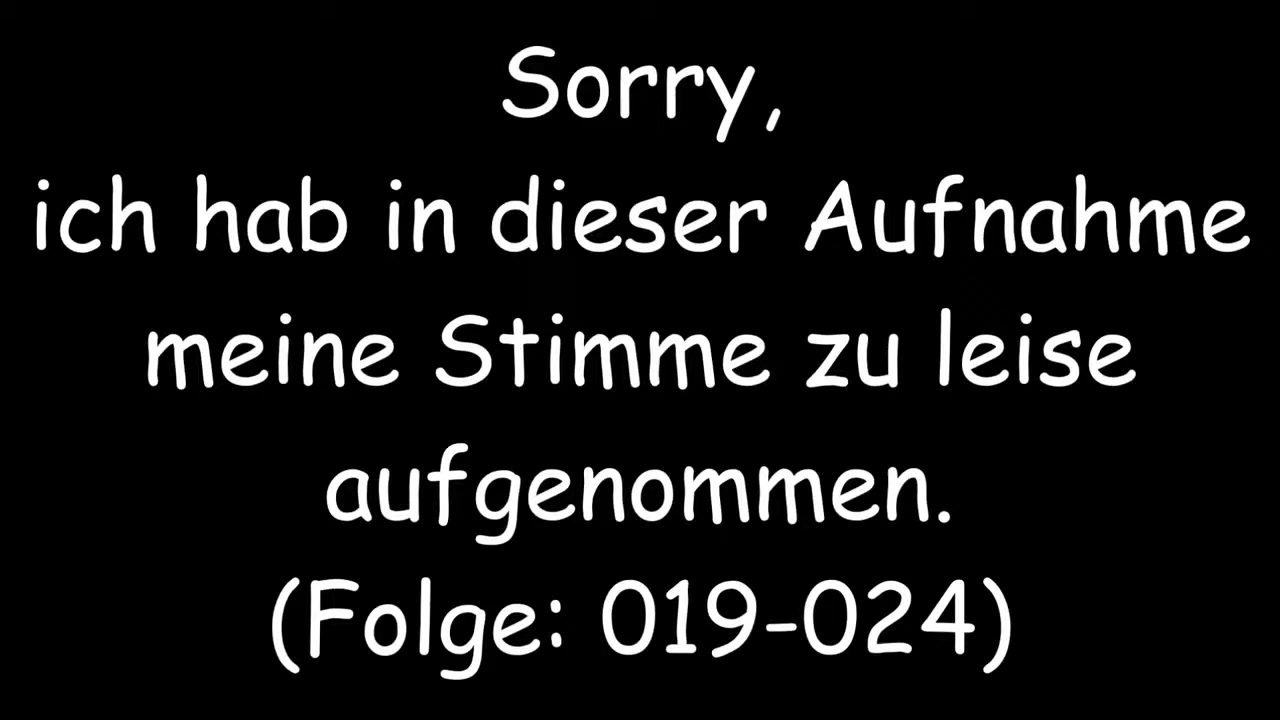 Sorry,
ich hab in dieser Aufnahme
meine Stimme zu leise
aufgenommen.
(Folge: 019-024)